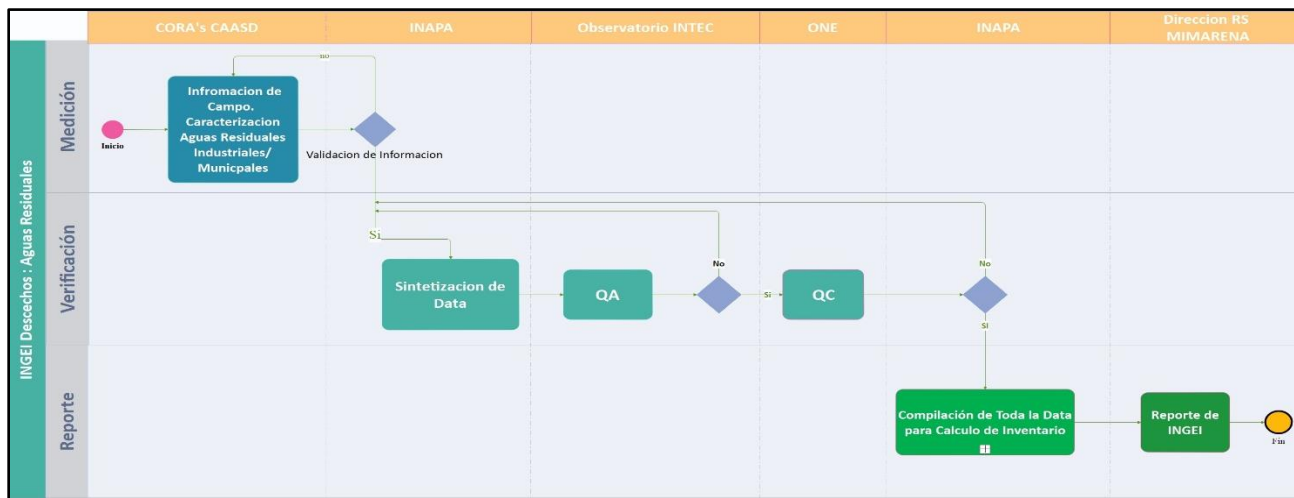 CORA's CAASD
INAPA
Observatorio INTEC
ONE
INAPA
Direccion RS
MIMARENA
INGEI Descechos : Aguas Residuales
Medición
Inicio
Infromacion de
Campo.
Caracterizacion
Aguas Residuales
Industriales/
Municpales
no
Validacion de Informacion
Verificación
Si
Sintetizacion de
Data
QA
No
Si
QC
No
Si
Reporte
Compilación de Toda la Data
para Calculo de Inventario
Reporte de
INGEI
Fin